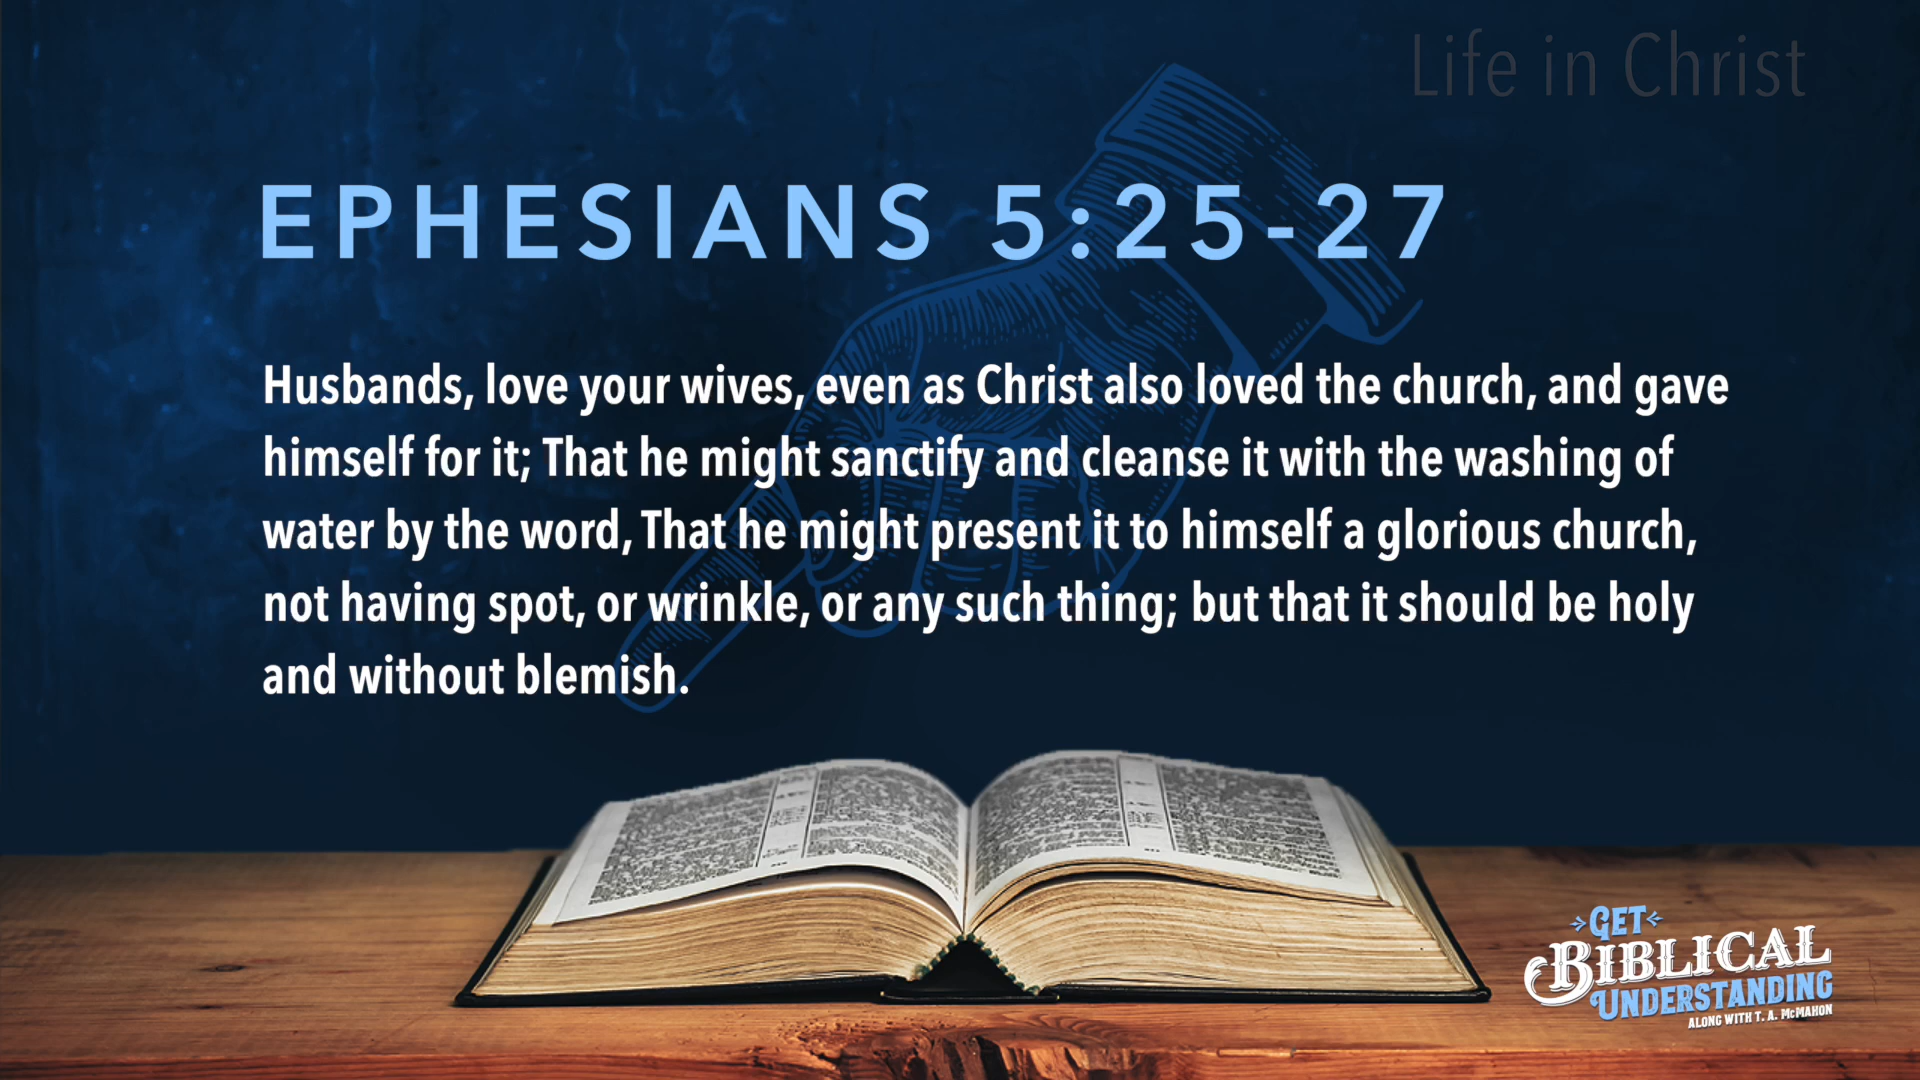 Life in Christ
EPHESIANS 5:25-27
Husbands, love your wives, even as Christ also loved the church, and gave
himself for it; That he might sanctify and cleanse it with the washing of
water by the word, That he might present it to himself a glorious church,
not having spot, or wrinkle, or any such thing; but that it should be holy
and without blemish.
GET
BIBLICAL
UNDERSTANDING
ALONG WITH T. A. McMAHON